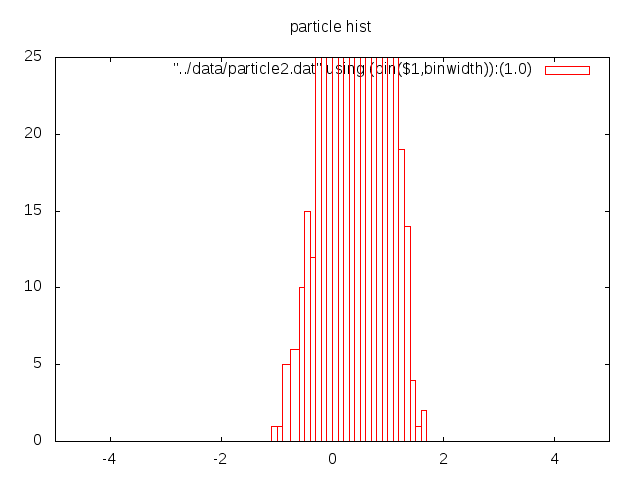 particle hist
"../data/particle2.dat" using (bin($1,binwidth)):(1.0)
25
20
15
10
5
0
-4 -2 0 2 4